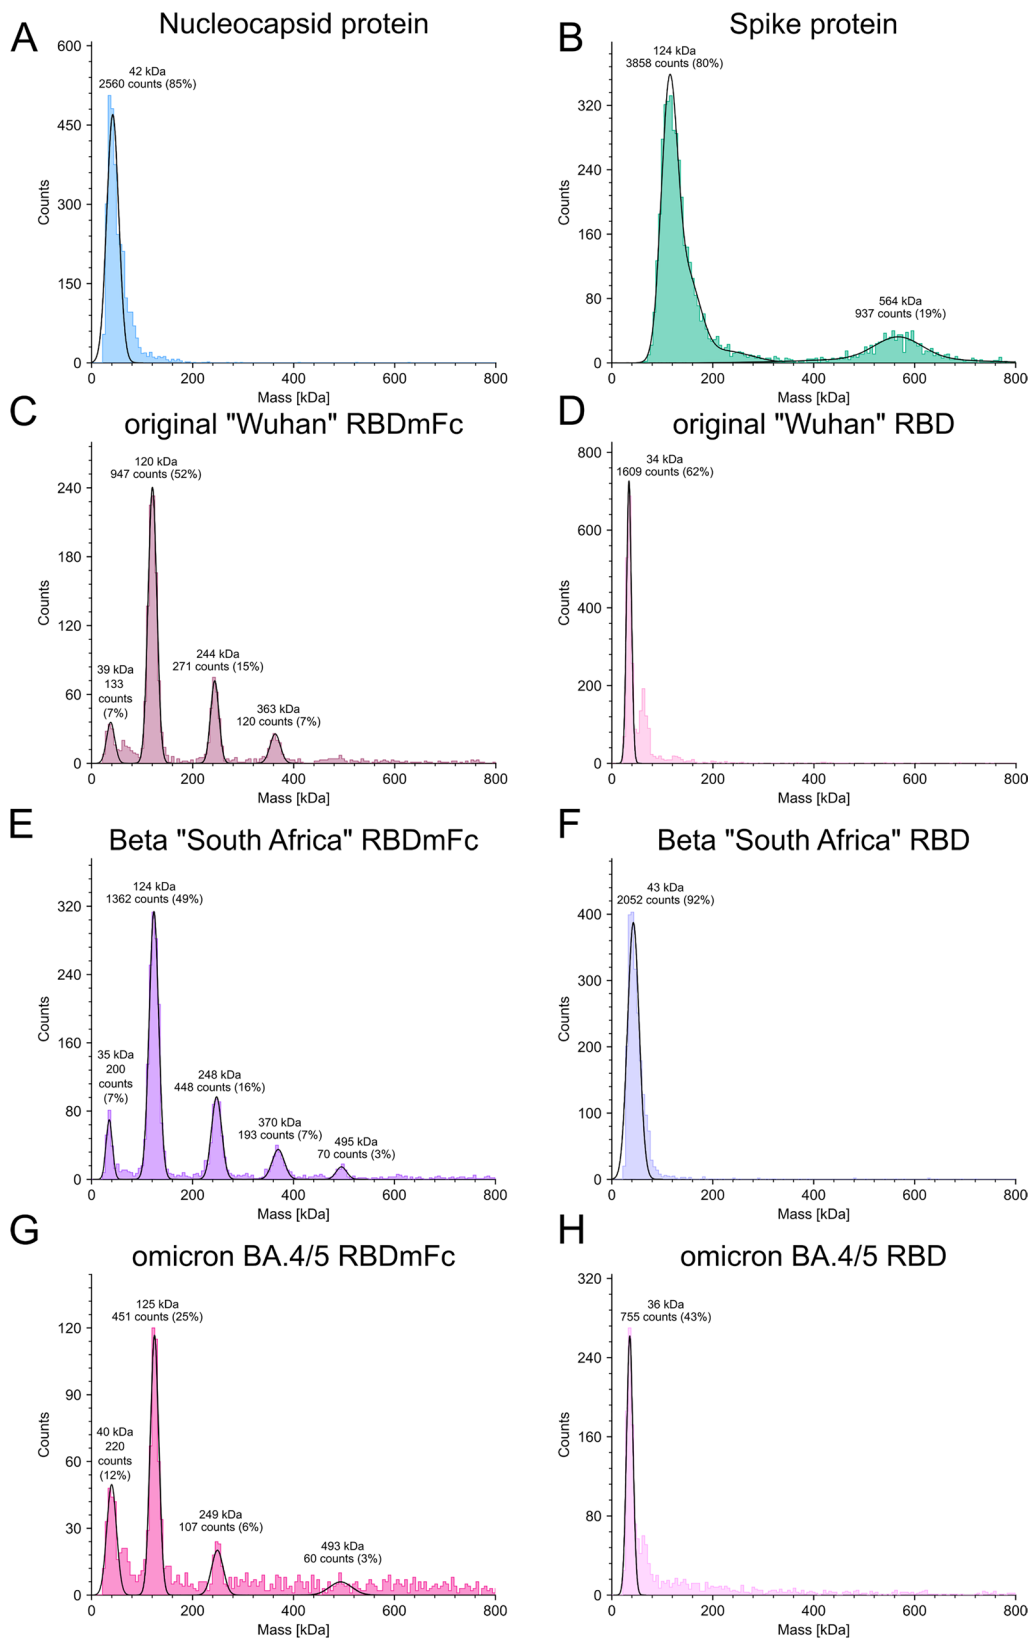 A
Nucleocapsid protein
42 kDa
2560 counts (85%)
600
450
300
150
0
Counts
0 200 400 600 800
Mass [kDa]
B
Spike protein
124 kDa
3858 counts (80%)
564 kDa
937 counts (19%)
320
240
160
80
0
Counts
0 200 400 600 800
Mass [kDa]
C
original "Wuhan" RBDmFc
120 kDa
947 counts (52%)
39 kDa
133
counts
(7%)
244 kDa
271 counts (15%)
363 kDa
120 counts (7%)
240
180
120
60
0
Counts
0 200 400 600 800
Mass [kDa]
D
original "Wuhan" RBD
34 kDa
1609 counts (62%)
800
600
400
200
0
Counts
0 200 400 600 800
Mass [kDa]
E
Beta "South Africa" RBDmFc
124 kDa
1362 counts (49%)
35 kDa
200
counts
(7%)
248 kDa
448 counts (16%)
370 kDa
193 counts (7%)
495 kDa
70 counts (3%)
320
240
160
80
0
Counts
0 200 400 600 800
Mass [kDa]
F
Beta "South Africa" RBD
43 kDa
2052 counts (92%)
400
300
200
100
0
Counts
0 200 400 600 800
Mass [kDa]
G
omicron BA.4/5 RBDmFc
125 kDa
451 counts (25%)
40 kDa
220
counts
(12%)
249 kDa
107 counts (6%)
493 kDa
60 counts (3%)
120
90
60
30
0
Counts
0 200 400 600 800
Mass [kDa]
H
omicron BA.4/5 RBD
36 kDa
755 counts (43%)
320
240
160
80
0
Counts
0 200 400 600 800
Mass [kDa]